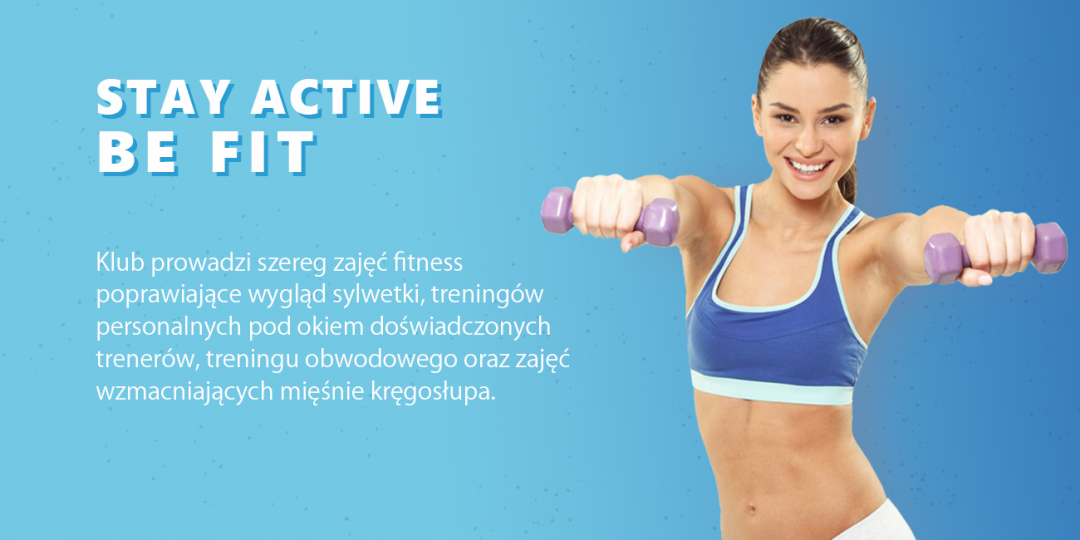 STAY ACTIVE
BE FIT
Klub prowadzi szereg zajęć fitness
poprawiające wygląd sylwetki, treningów
personalnych pod okiem doświadczonych
trenerów, treningu obwodowego oraz zajęć
wzmacniających mięśnie kręgosłupa.